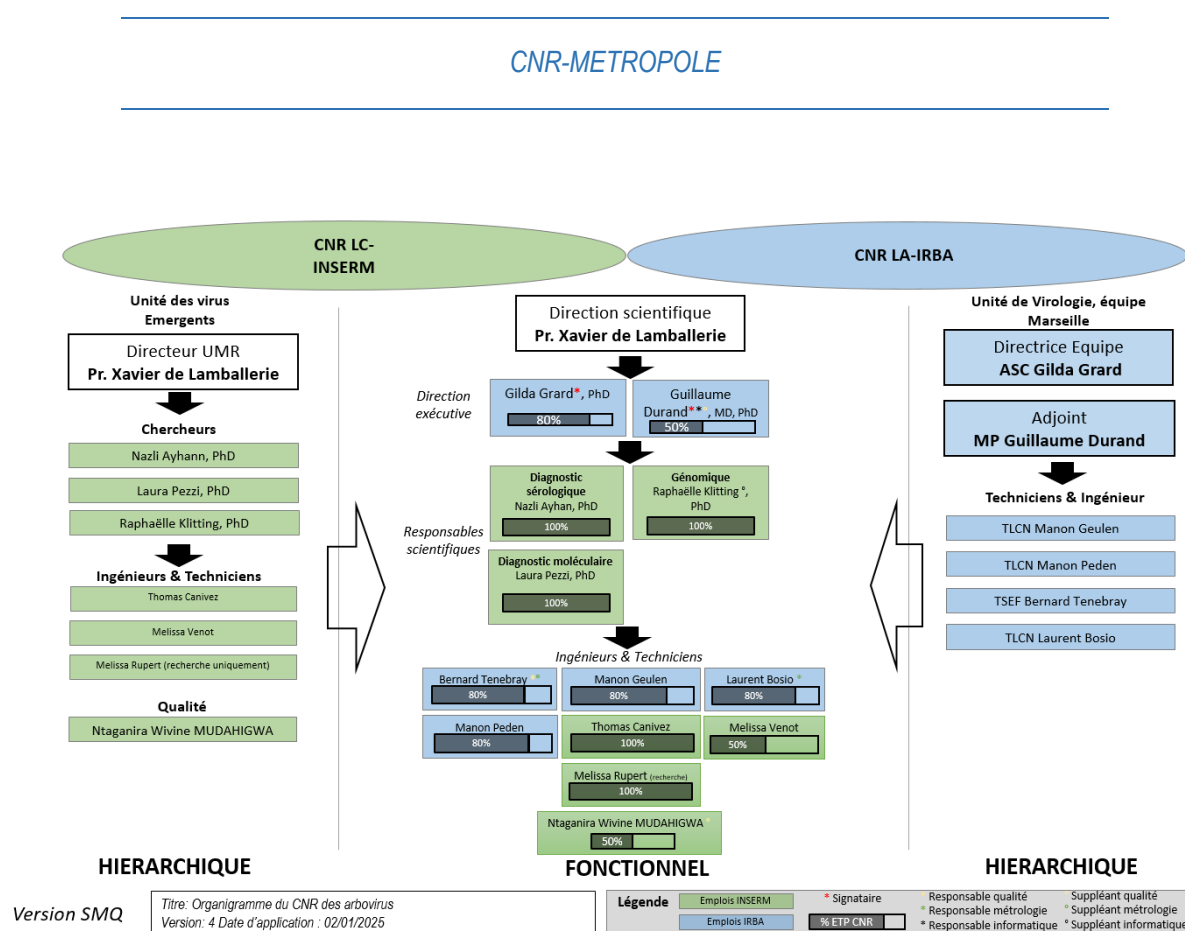 CNR-METROPOLE
CNR LC-
INSERM
CNR LA-IRBA
Unité des virus
Emergents
Directeur UMR
Pr. Xavier de Lamballerie
Chercheurs
Nazli Ayhann, PhD
Laura Pezzi, PhD
Raphaëlle Klitting, PhD
Ingénieurs & Techniciens
Thomas Canivez
Melissa Venot
Melissa Rupert (recherche uniquement)
Qualité
Ntaganira Wivine MUDAHIGWA
HIERARCHIQUE
Direction scientifique
Pr. Xavier de Lamballerie
Direction
exécutive
Gilda Grard*, PhD
80%
Guillaume
Durand***, MD, PhD
50%
Responsables
scientifiques
Diagnostic
sérologique
Nazli Ayhan, PhD
100%
Génomique
Raphaëlle Klitting °,
PhD
100%
Diagnostic moléculaire
Laura Pezzi, PhD
100%
Ingénieurs & Techniciens
Bernard Tenebray **
80%
Manon Geulen
80%
Laurent Bosio *
80%
Manon Peden
80%
Thomas Canivez
100%
Melissa Venot
50%
Melissa Rupert (recherche)
100%
Ntaganira Wivine MUDAHIGWA °
50%
FONCTIONNEL
Unité de Virologie, équipe
Marseille
Directrice Equipe
ASC Gilda Grard
Adjoint
MP Guillaume Durand
Techniciens & Ingénieur
TLCN Manon Geulen
TLCN Manon Peden
TSEF Bernard Tenebray
TLCN Laurent Bosio
HIERARCHIQUE
Version SMQ
Titre: Organigramme du CNR des arbovirus
Version: 4 Date d'application : 02/01/2025
Légende
Emplois INSERM
Emplois IRBA
* Signataire
% ETP CNR
* Responsable qualité
* Responsable métrologie
* Responsable informatique
° Suppléant qualité
° Suppléant métrologie
° Suppléant informatique